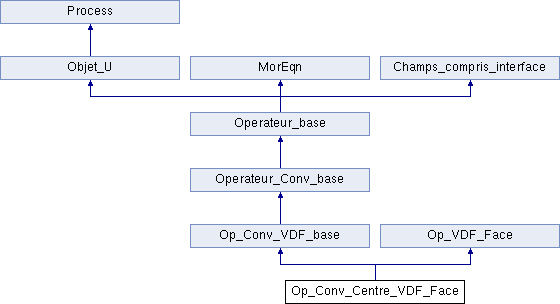 Process
Objet_U
MorEqn
Champs_compris_interface
Operateur_base
Operateur_Conv_base
Op_Conv_VDF_base
Op_VDF_Face
Op_Conv_Centre_VDF_Face